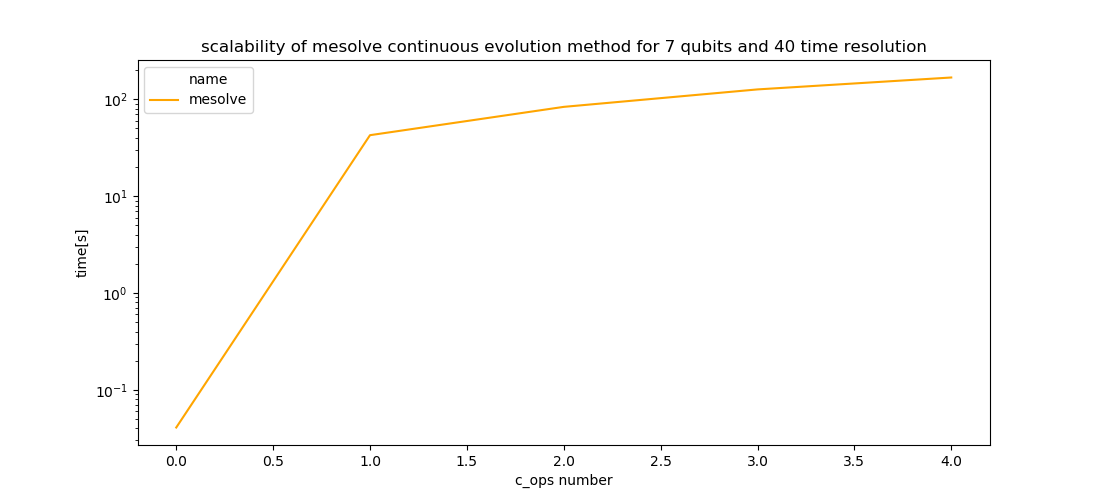 scalability of mesolve continuous evolution method for 7 qubits and 40 time resolution
name
mesolve
10²
10¹
10⁰
10⁻¹
time[s]
0.0 0.5 1.0 1.5 2.0 2.5 3.0 3.5 4.0
c_ops number